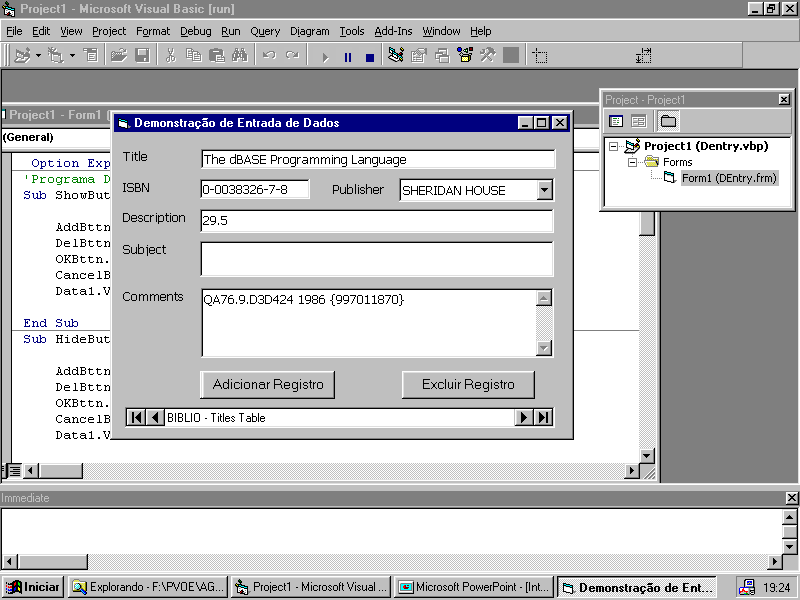 Project1 - Microsoft Visual Basic [run]
File Edit View Project Format Debug Run Query Diagram Tools Add-Ins Window Help
Project1 - Form1 (
(General)
Option Exp
'Programa D
Sub ShowBut
AddBttn
DelBttn
OKBttn.
CancelB
Data1.V
End Sub
Sub HideBut
AddBttn
DelBttn
OKBttn.
CancelB
Data1.V
Demonstração de Entrada de Dados
Title The dBASE Programming Language
ISBN 0-0038326-7-8 Publisher SHERIDAN HOUSE
Description 29.5
Subject
Comments QA76.9.D3D424 1986 {997011870}
Adicionar Registro Excluir Registro
BIBLIO - Titles Table
Project - Project1
Project1 (Dentry.vbp)
Forms
Form1 (DEntry.frm)
Immediate
Iniciar Explorando - F:\PVOE\AG... Project1 - Microsoft Visual ... Microsoft PowerPoint - [Int... Demonstração de Ent... 19:24